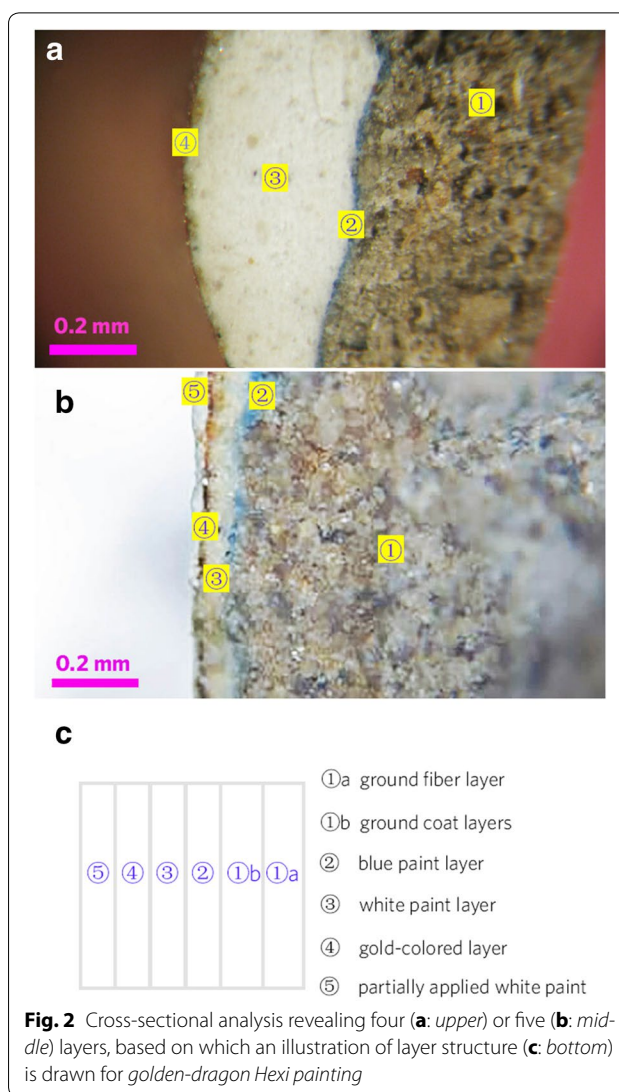 a
①
④
③
②
0.2 mm
b
⑤
②
④
①
③
0.2 mm
c
⑤ ④ ③ ② ①b ①a
①a ground fiber layer
①b ground coat layers
② blue paint layer
③ white paint layer
④ gold-colored layer
⑤ partially applied white paint
Fig. 2 Cross-sectional analysis revealing four (a: upper) or five (b: mid-
dle) layers, based on which an illustration of layer structure (c: bottom)
is drawn for golden-dragon Hexi painting